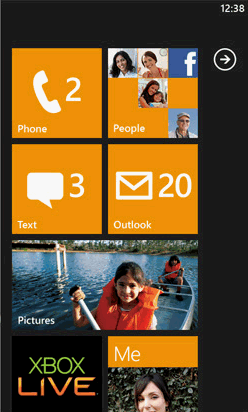 12:38
2
Phone
f
People
3
Text
20
Outlook
Pictures
XBOX
LIVE
Me